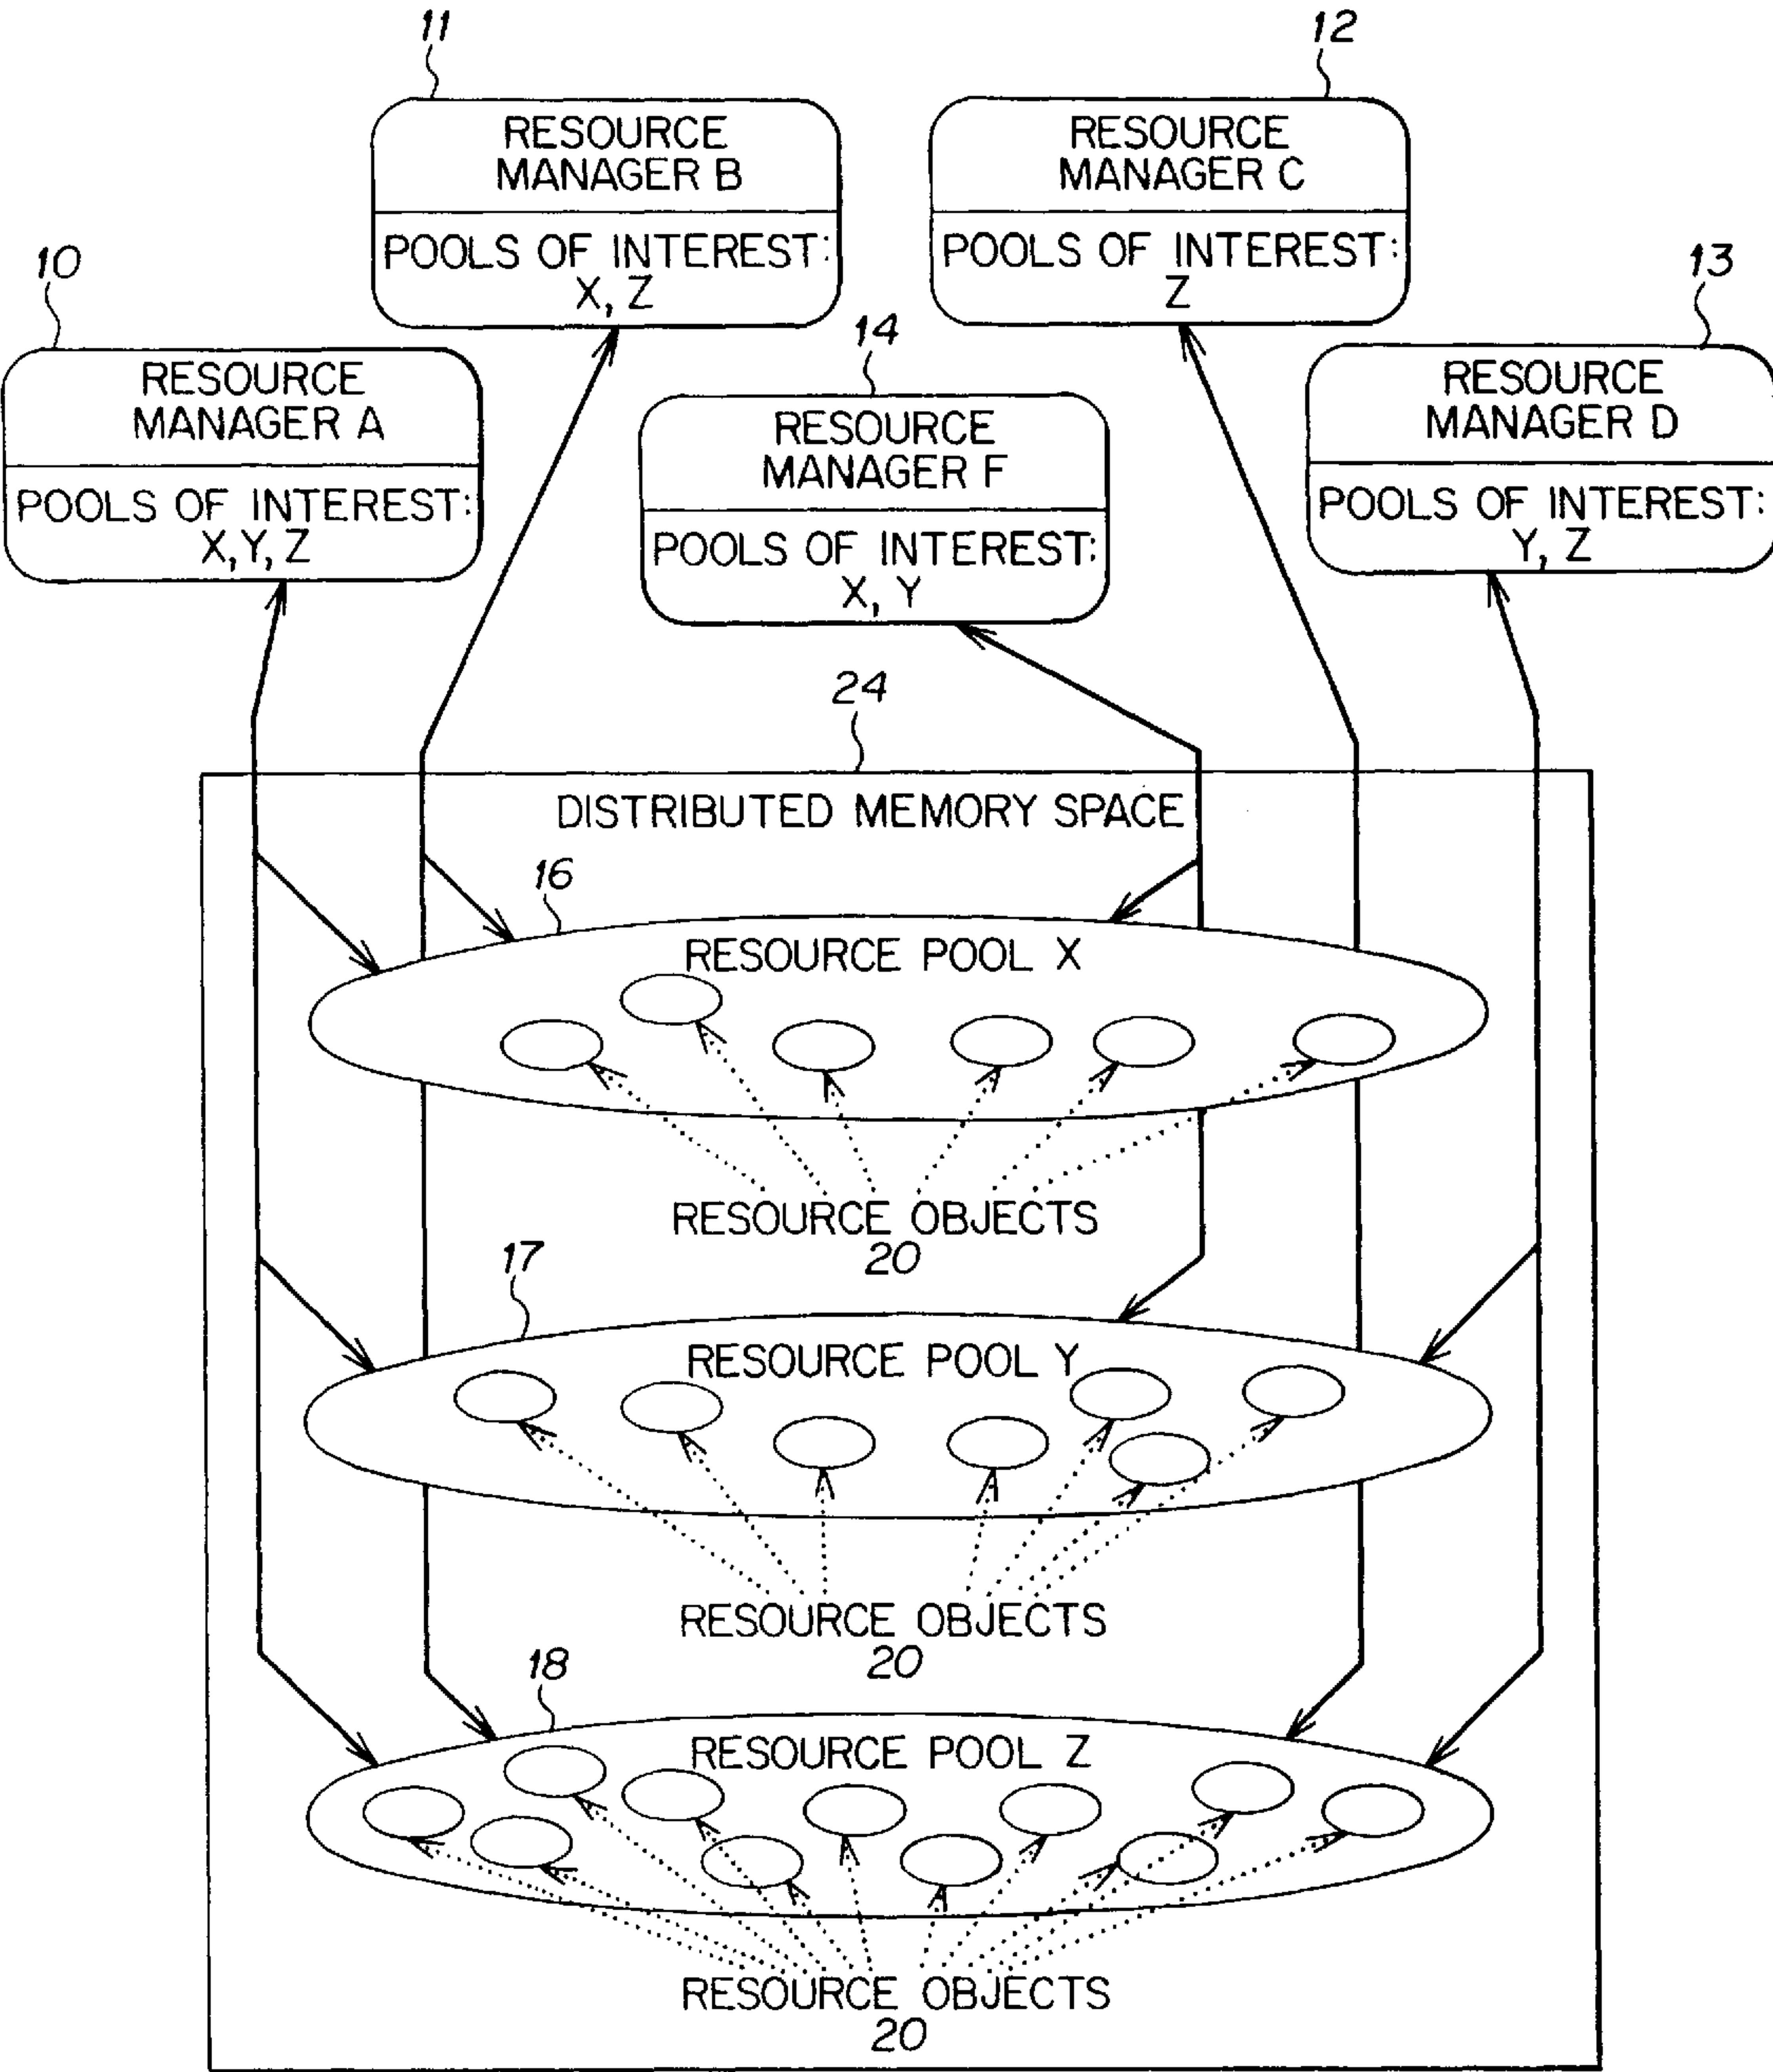 11
12
RESOURCE
MANAGER B
POOLS OF INTEREST:
X, Z
RESOURCE
MANAGER C
POOLS OF INTEREST:
Z
10
13
14
RESOURCE
MANAGER A
POOLS OF INTEREST:
X,Y, Z
RESOURCE
MANAGER F
POOLS OF INTEREST:
X, Y
RESOURCE
MANAGER D
POOLS OF INTEREST:
Y, Z
24
DISTRIBUTED MEMORY SPACE
16
RESOURCE POOL X
RESOURCE OBJECTS
20
17
RESOURCE POOL Y
RESOURCE OBJECTS
20
18
RESOURCE POOL Z
RESOURCE OBJECTS
20